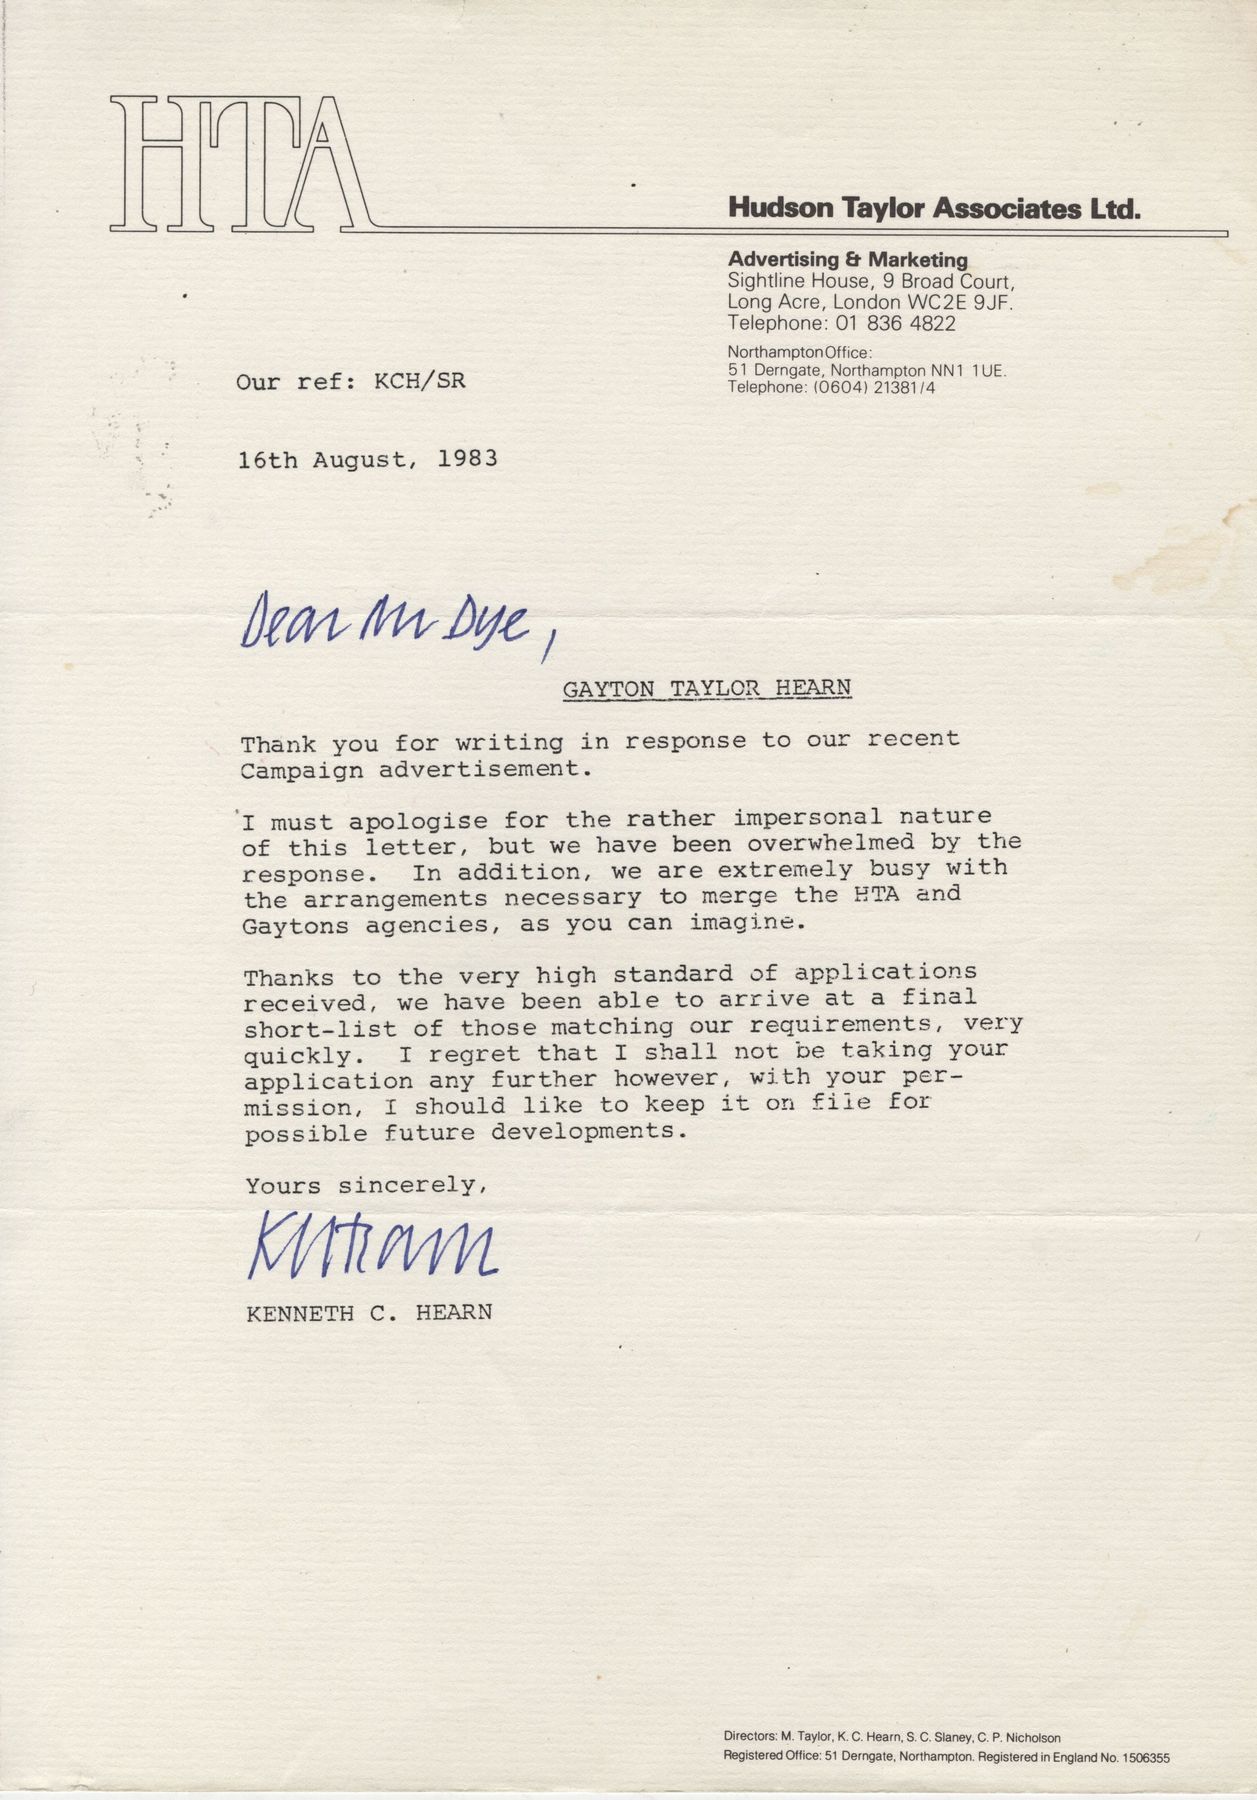 HTA
Hudson Taylor Associates Ltd.
Advertising & Marketing
Sightline House, 9 Broad Court,
Long Acre, London WC2E 9JF.
Telephone: 01 836 4822
Northampton Office:
51 Derngate, Northampton NN1 1UE.
Telephone: (0604) 21381/4
Our ref: KCH/SR
16th August, 1983
Dear Mr Dye,
GAYTON TAYLOR HEARN
Thank you for writing in response to our recent
Campaign advertisement.
I must apologise for the rather impersonal nature
of this letter, but we have been overwhelmed by the
response. In addition, we are extremely busy with
the arrangements necessary to merge the HTA and
Gaytons agencies, as you can imagine.
Thanks to the very high standard of applications
received, we have been able to arrive at a final
short-list of those matching our requirements, very
quickly. I regret that I shall not be taking your
application any further however, with your per-
mission, I should like to keep it on file for
possible future developments.
Yours sincerely,
KENNETH C. HEARN
Directors: M. Taylor, K. C. Hearn, S. C. Slaney, C. P. Nicholson
Registered Office: 51 Derngate, Northampton. Registered in England No. 1506355